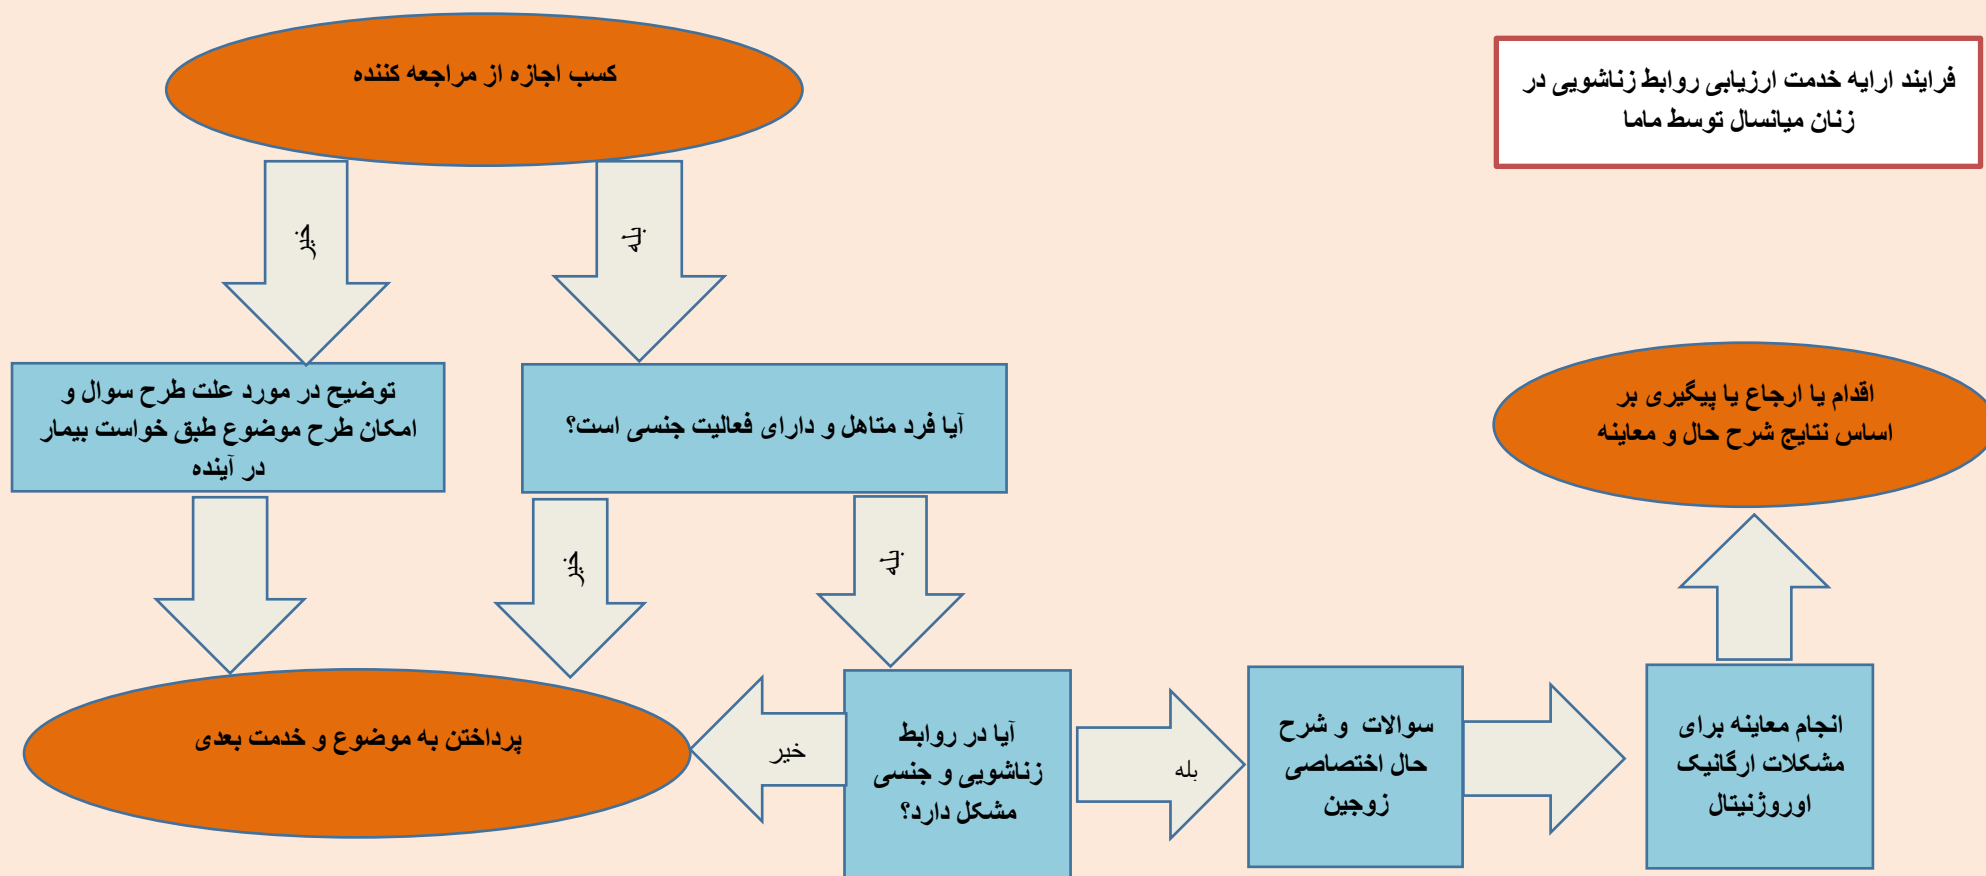 فرایند ارایه خدمت ارزیابی روابط زناشویی در
زنان میانسال توسط ماما
کسب اجازه از مراجعه کننده
خیر
بله
توضیح در مورد علت طرح سوال و
امکان طرح موضوع طبق خواست بیمار
در آینده
آیا فرد متاهل و دارای فعالیت جنسی است؟
خیر
بله
پرداختن به موضوع و خدمت بعدی
خیر
آیا در روابط
زناشویی و جنسی
مشکل دارد؟
بله
سوالات و شرح
حال اختصاصی
زوجین
انجام معاینه برای
مشکلات ارگانیک
اوروژنیتال
اقدام یا ارجاع یا پیگیری بر
اساس نتایج شرح حال و معاینه